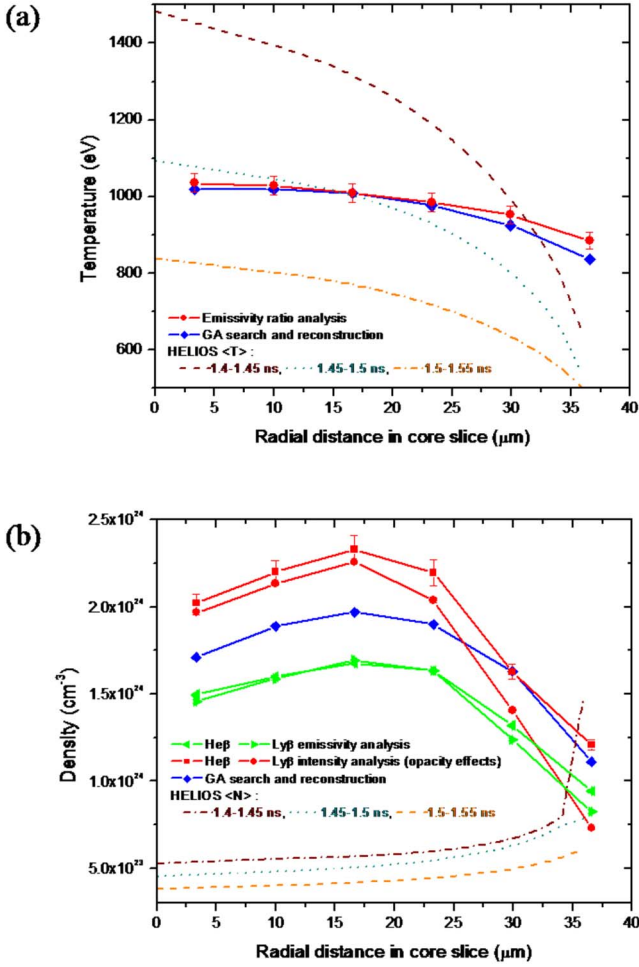 (a)
1400
1200
1000
800
600
Temperature (eV)
Emissivity ratio analysis
GA search and reconstruction
HELIOS <T> :
1.4-1.45 ns, 1.45-1.5 ns, 1.5-1.55 ns
0 5 10 15 20 25 30 35 40
Radial distance in core slice (μm)
(b)
2.5x10²⁴
2.0x10²⁴
1.5x10²⁴
1.0x10²⁴
5.0x10²³
Density (cm⁻³)
Heβ Lyβ emissivity analysis
Heβ Lyβ intensity analysis (opacity effects)
GA search and reconstruction
HELIOS <N> :
1.4-1.45 ns, 1.45-1.5 ns, 1.5-1.55 ns
0 5 10 15 20 25 30 35 40
Radial distance in core slice (μm)